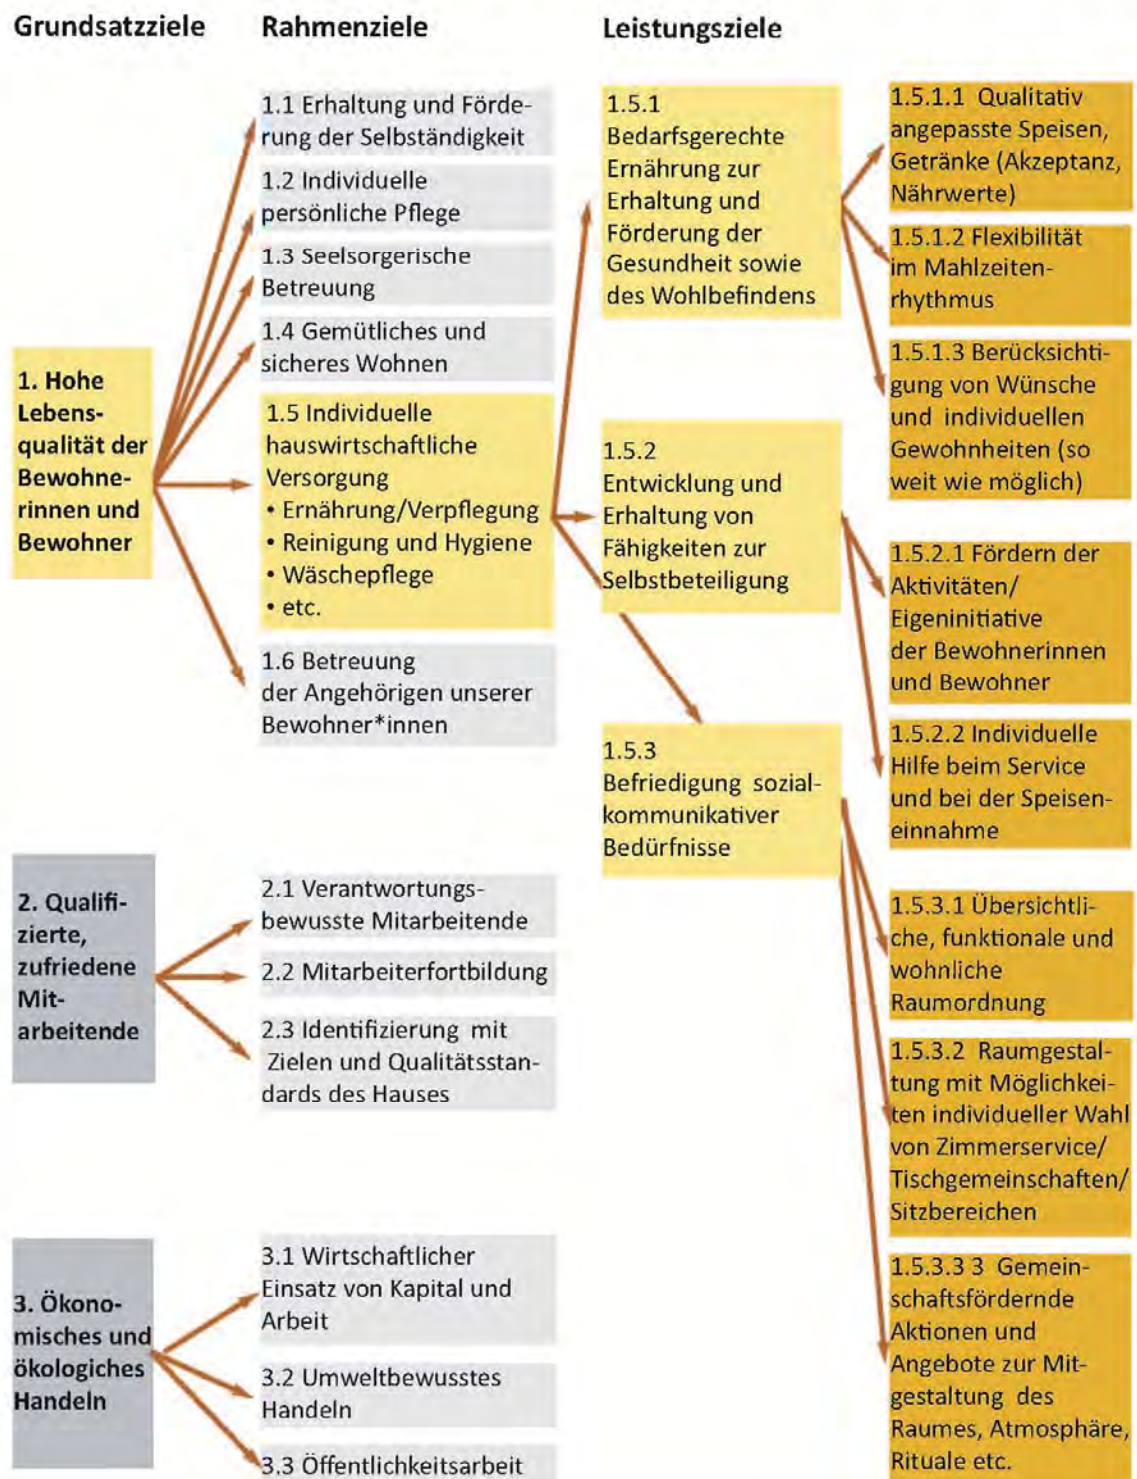 Grundsatzziele
Rahmenziele
Leistungsziele
1. Hohe
Lebens-
qualität der
Bewohne-
rinnen und
Bewohner
1.1 Erhaltung und Förde-
rung der Selbständigkeit
1.2 Individuelle
persönliche Pflege
1.3 Seelsorgerische
Betreuung
1.4 Gemütliches und
sicheres Wohnen
1.5 Individuelle
hauswirtschaftliche
Versorgung
• Ernährung/Verpflegung
• Reinigung und Hygiene
• Wäschepflege
• etc.
1.6 Betreuung
der Angehörigen unserer
Bewohner*innen
1.5.1
Bedarfsgerechte
Ernährung zur
Erhaltung und
Förderung der
Gesundheit sowie
des Wohlbefindens
1.5.1.1 Qualitativ
angepasste Speisen,
Getränke (Akzeptanz,
Nährwerte)
1.5.1.2 Flexibilität
im Mahlzeiten-
rhythmus
1.5.1.3 Berücksichti-
gung von Wünsche
und individuellen
Gewohnheiten (so
weit wie möglich)
1.5.2
Entwicklung und
Erhaltung von
Fähigkeiten zur
Selbstbeteiligung
1.5.2.1 Fördern der
Aktivitäten/
Eigeninitiative
der Bewohnerinnen
und Bewohner
1.5.2.2 Individuelle
Hilfe beim Service
und bei der Speisen-
einnahme
1.5.3
Befriedigung sozial-
kommunikativer
Bedürfnisse
1.5.3.1 Übersichtli-
che, funktionale und
wohnliche
Raumordnung
1.5.3.2 Raumgestal-
tung mit Möglichkei-
ten individueller Wahl
von Zimmerservice/
Tischgemeinschaften/
Sitzbereichen
1.5.3.3 3 Gemein-
schaftsfördernde
Aktionen und
Angebote zur Mit-
gestaltung des
Raumes, Atmosphäre,
Rituale etc.
2. Qualifi-
zierte,
zufriedene
Mit-
arbeitende
2.1 Verantwortungs-
bewusste Mitarbeitende
2.2 Mitarbeiterfortbildung
2.3 Identifizierung mit
Zielen und Qualitätsstan-
dards des Hauses
3. Ökono-
misches und
ökologiches
Handeln
3.1 Wirtschaftlicher
Einsatz von Kapital und
Arbeit
3.2 Umweltbewusstes
Handeln
3.3 Öffentlichkeitsarbeit